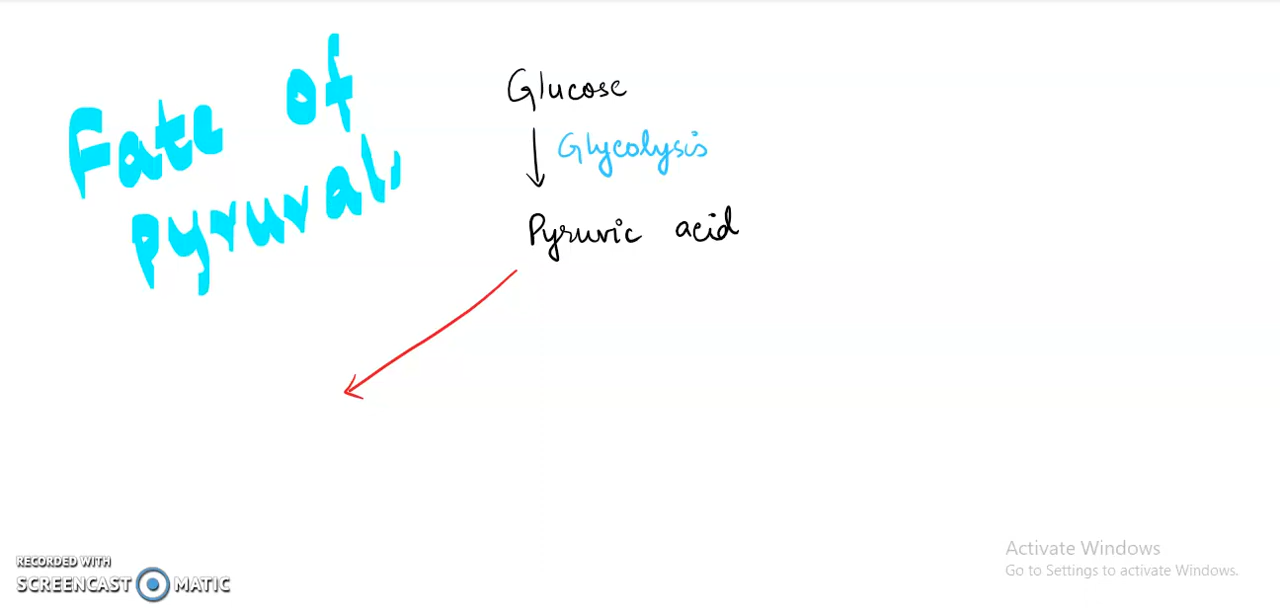 Fate of
Pyruvat
Glucose
Glycolysis
Pyruvic acid
RECORDED WITH
SCREENCAST MATIC
Activate Windows
Go to Settings to activate Windows.